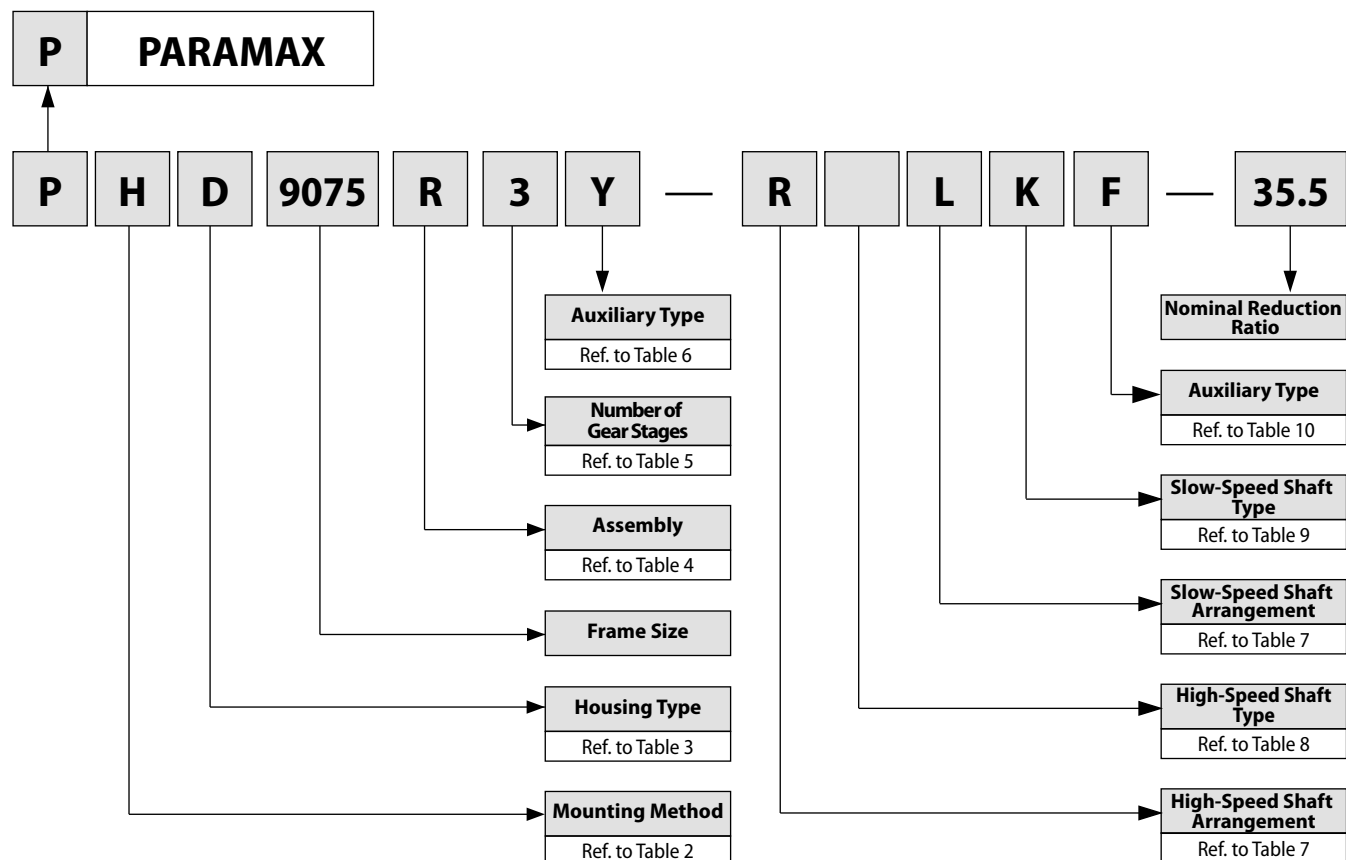 P PARAMAX
P H D 9075 R 3 Y — R L K F — 35.5
Auxiliary Type
Ref. to Table 6
Number of
Gear Stages
Ref. to Table 5
Assembly
Ref. to Table 4
Frame Size
Housing Type
Ref. to Table 3
Mounting Method
Ref. to Table 2
Nominal Reduction
Ratio
Auxiliary Type
Ref. to Table 10
Slow-Speed Shaft
Type
Ref. to Table 9
Slow-Speed Shaft
Arrangement
Ref. to Table 7
High-Speed Shaft
Type
Ref. to Table 8
High-Speed Shaft
Arrangement
Ref. to Table 7